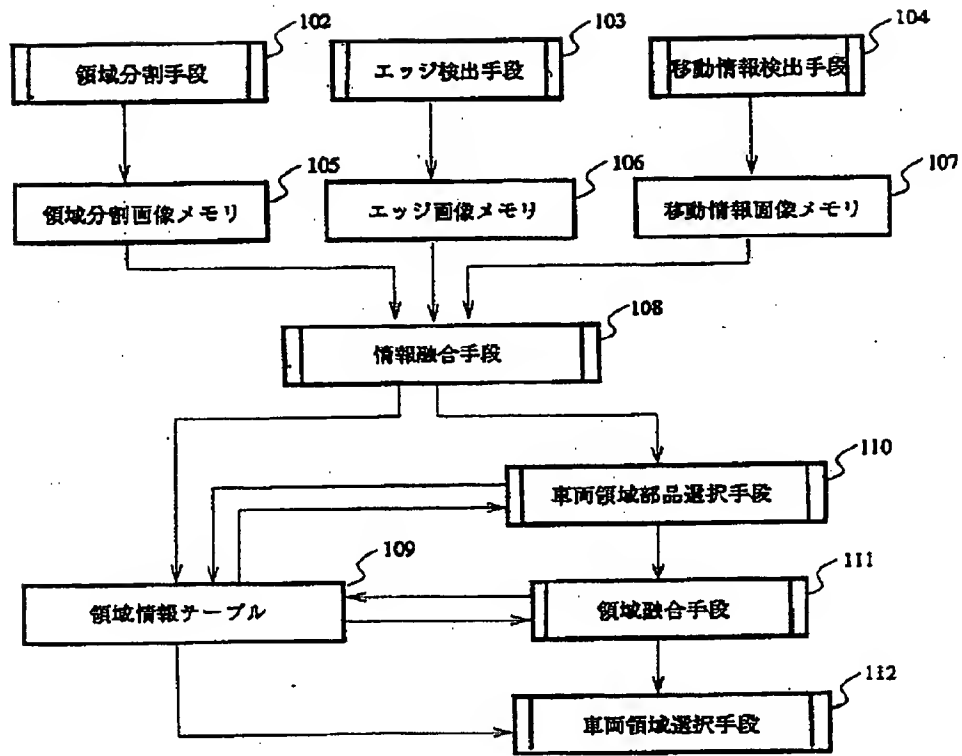 102
103
104
領域分割手段
エッジ検出手段
移動情報検出手段
105
106
107
領域分割画像メモリ
エッジ画像メモリ
移動情報画像メモリ
108
情報融合手段
110
車両領域部品選択手段
109
111
領域情報テーブル
領域融合手段
112
車両領域選択手段